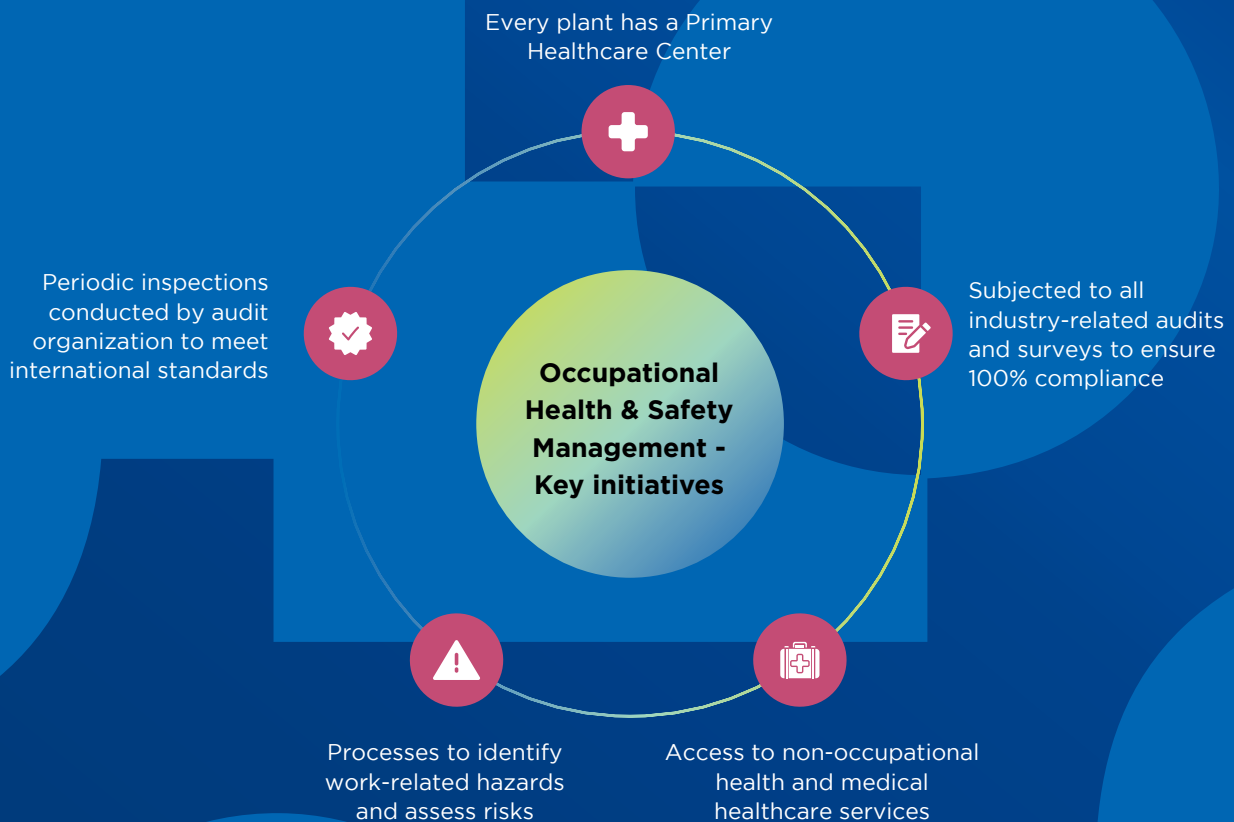 Every plant has a Primary
Healthcare Center
Periodic inspections
conducted by audit
organization to meet
international standards
Subjected to all
industry-related audits
and surveys to ensure
100% compliance
Occupational
Health & Safety
Management -
Key initiatives
Processes to identify
work-related hazards
and assess risks
Access to non-occupational
health and medical
healthcare services